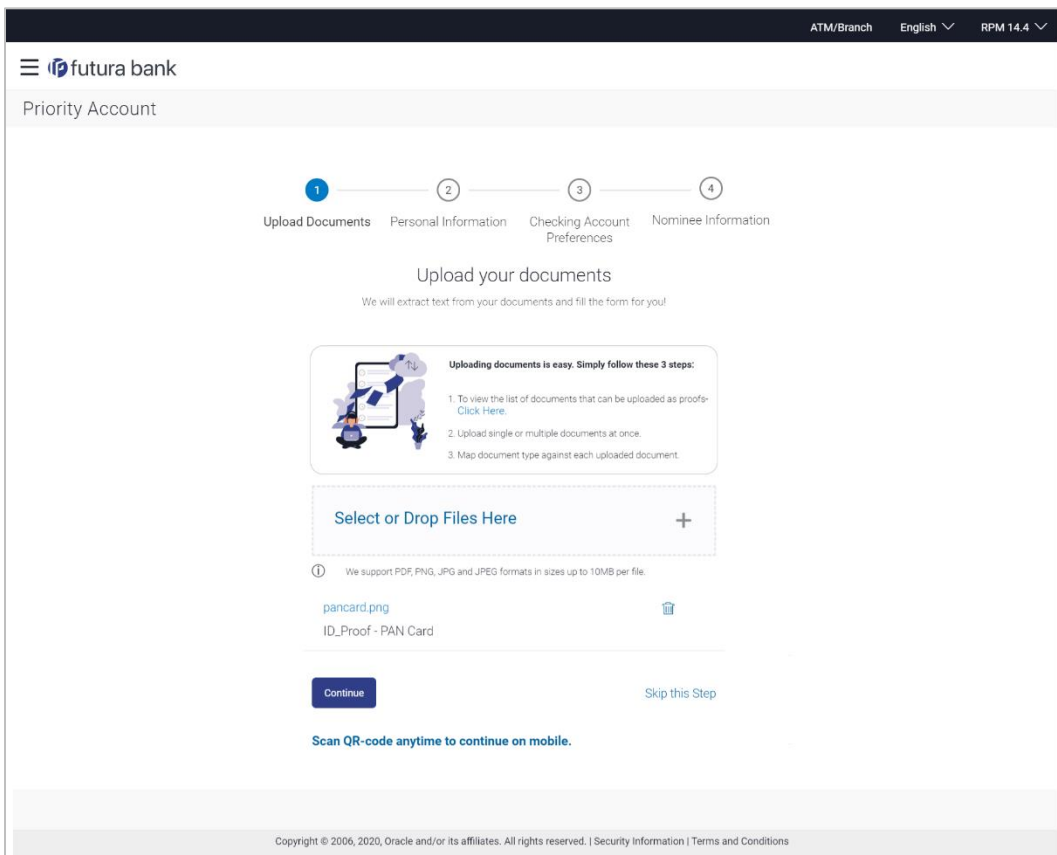 ATM/Branch English RPM 14.4
futura bank
Priority Account
1 2 3 4
Upload Documents Personal Information Checking Account Preferences Nominee Information
Upload your documents
We will extract text from your documents and fill the form for you!
Uploading documents is easy. Simply follow these 3 steps:
1. To view the list of documents that can be uploaded as proofs-
Click Here.
2. Upload single or multiple documents at once.
3. Map document type against each uploaded document.
Select or Drop Files Here
We support PDF, PNG, JPG and JPEG formats in sizes up to 10MB per file.
pancard.png
ID_Proof - PAN Card
Continue Skip this Step
Scan QR-code anytime to continue on mobile.
Copyright © 2006, 2020, Oracle and/or its affiliates. All rights reserved. | Security Information | Terms and Conditions